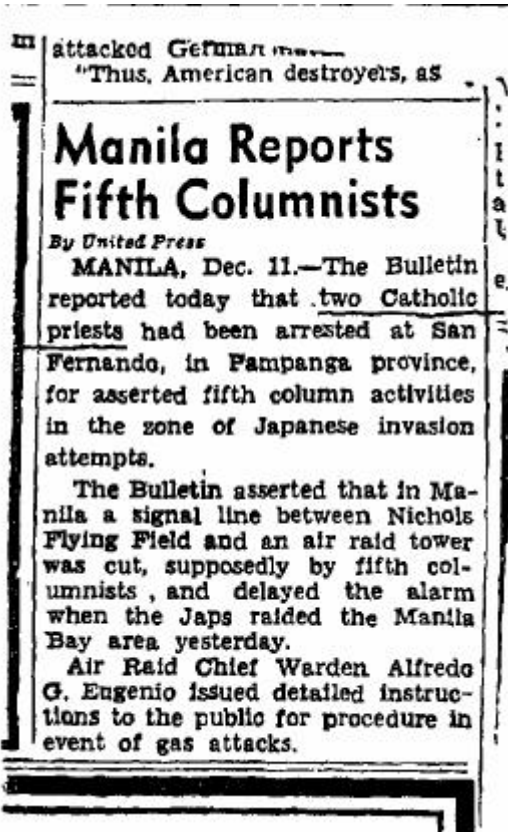 attacked German
"Thus, American destroyers, as
Manila Reports
Fifth Columnists
By United Press
MANILA, Dec. 11.—The Bulletin
reported today that two Catholic
priests had been arrested at San
Fernando, in Pampanga province,
for asserted fifth column activities
in the zone of Japanese invasion
attempts.
The Bulletin asserted that in Ma-
nila a signal line between Nichols
Flying Field and an air raid tower
was cut, supposedly by fifth col-
umnists, and delayed the alarm
when the Japs raided the Manila
Bay area yesterday.
Air Raid Chief Warden Alfredo
G. Eugenio issued detailed instruc-
tions to the public for procedure in
event of gas attacks.